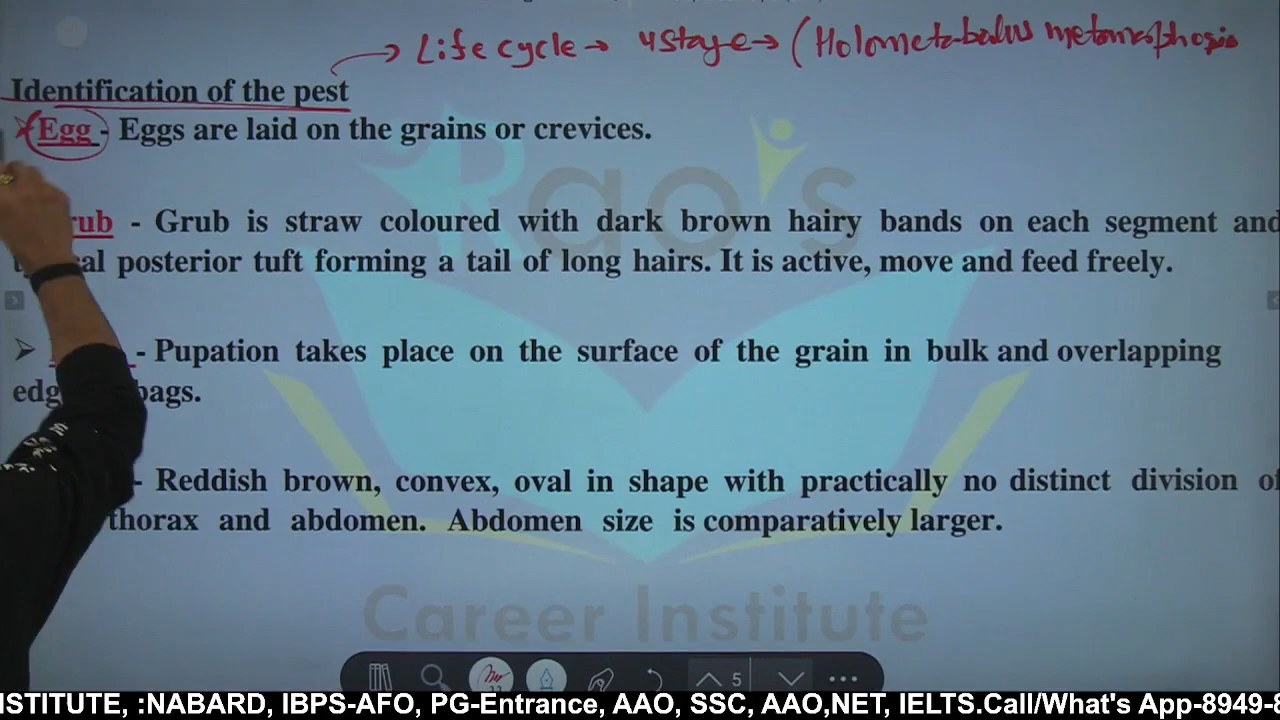 Life cycle → 4 stage → (Holometabolus metamorphosis
Identification of the pest
Egg - Eggs are laid on the grains or crevices.
rub - Grub is straw coloured with dark brown hairy bands on each segment and
al posterior tuft forming a tail of long hairs. It is active, move and feed freely.
- Pupation takes place on the surface of the grain in bulk and overlapping
edg bags.
- Reddish brown, convex, oval in shape with practically no distinct division of
thorax and abdomen. Abdomen size is comparatively larger.
Rao's
Career Institute
5
ISTITUTE, :NABARD, IBPS-AFO, PG-Entrance, AAO, SSC, AAO,NET, IELTS.Call/What's App-8949-8